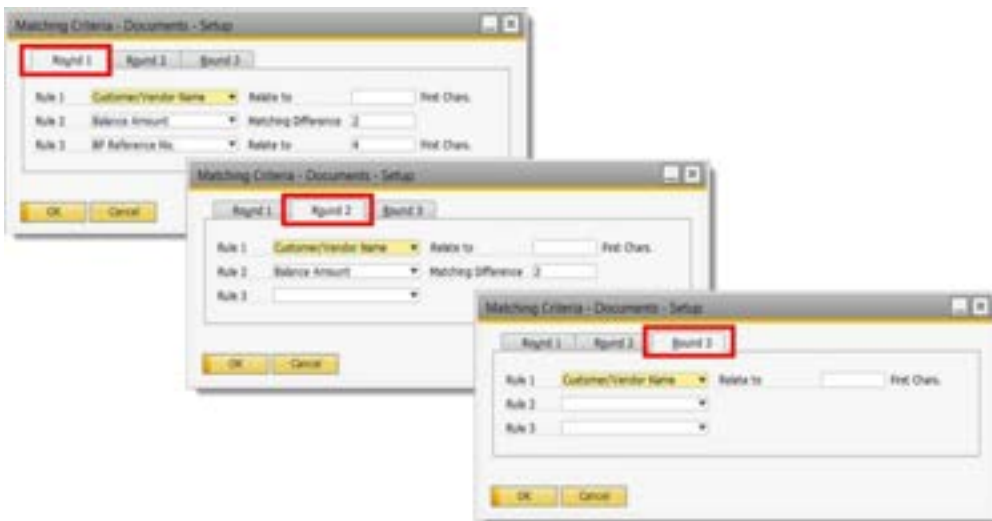 Matching Criteria - Documents - Setup
Round 1 Round 2 Round 3
Rule 1 Customer/Vendor Name Relate to First Chars.
Rule 2 Balance Amount Matching Difference 2
Rule 3 BP Reference No. Relate to 4 First Chars.
OK Cancel
Matching Criteria - Documents - Setup
Round 1 Round 2 Round 3
Rule 1 Customer/Vendor Name Relate to First Chars.
Rule 2 Balance Amount Matching Difference
Rule 3
OK Cancel
Matching Criteria - Documents - Setup
Round 1 Round 2 Round 3
Rule 1 Customer/Vendor Name Relate to First Chars.
Rule 2
Rule 3
OK Cancel